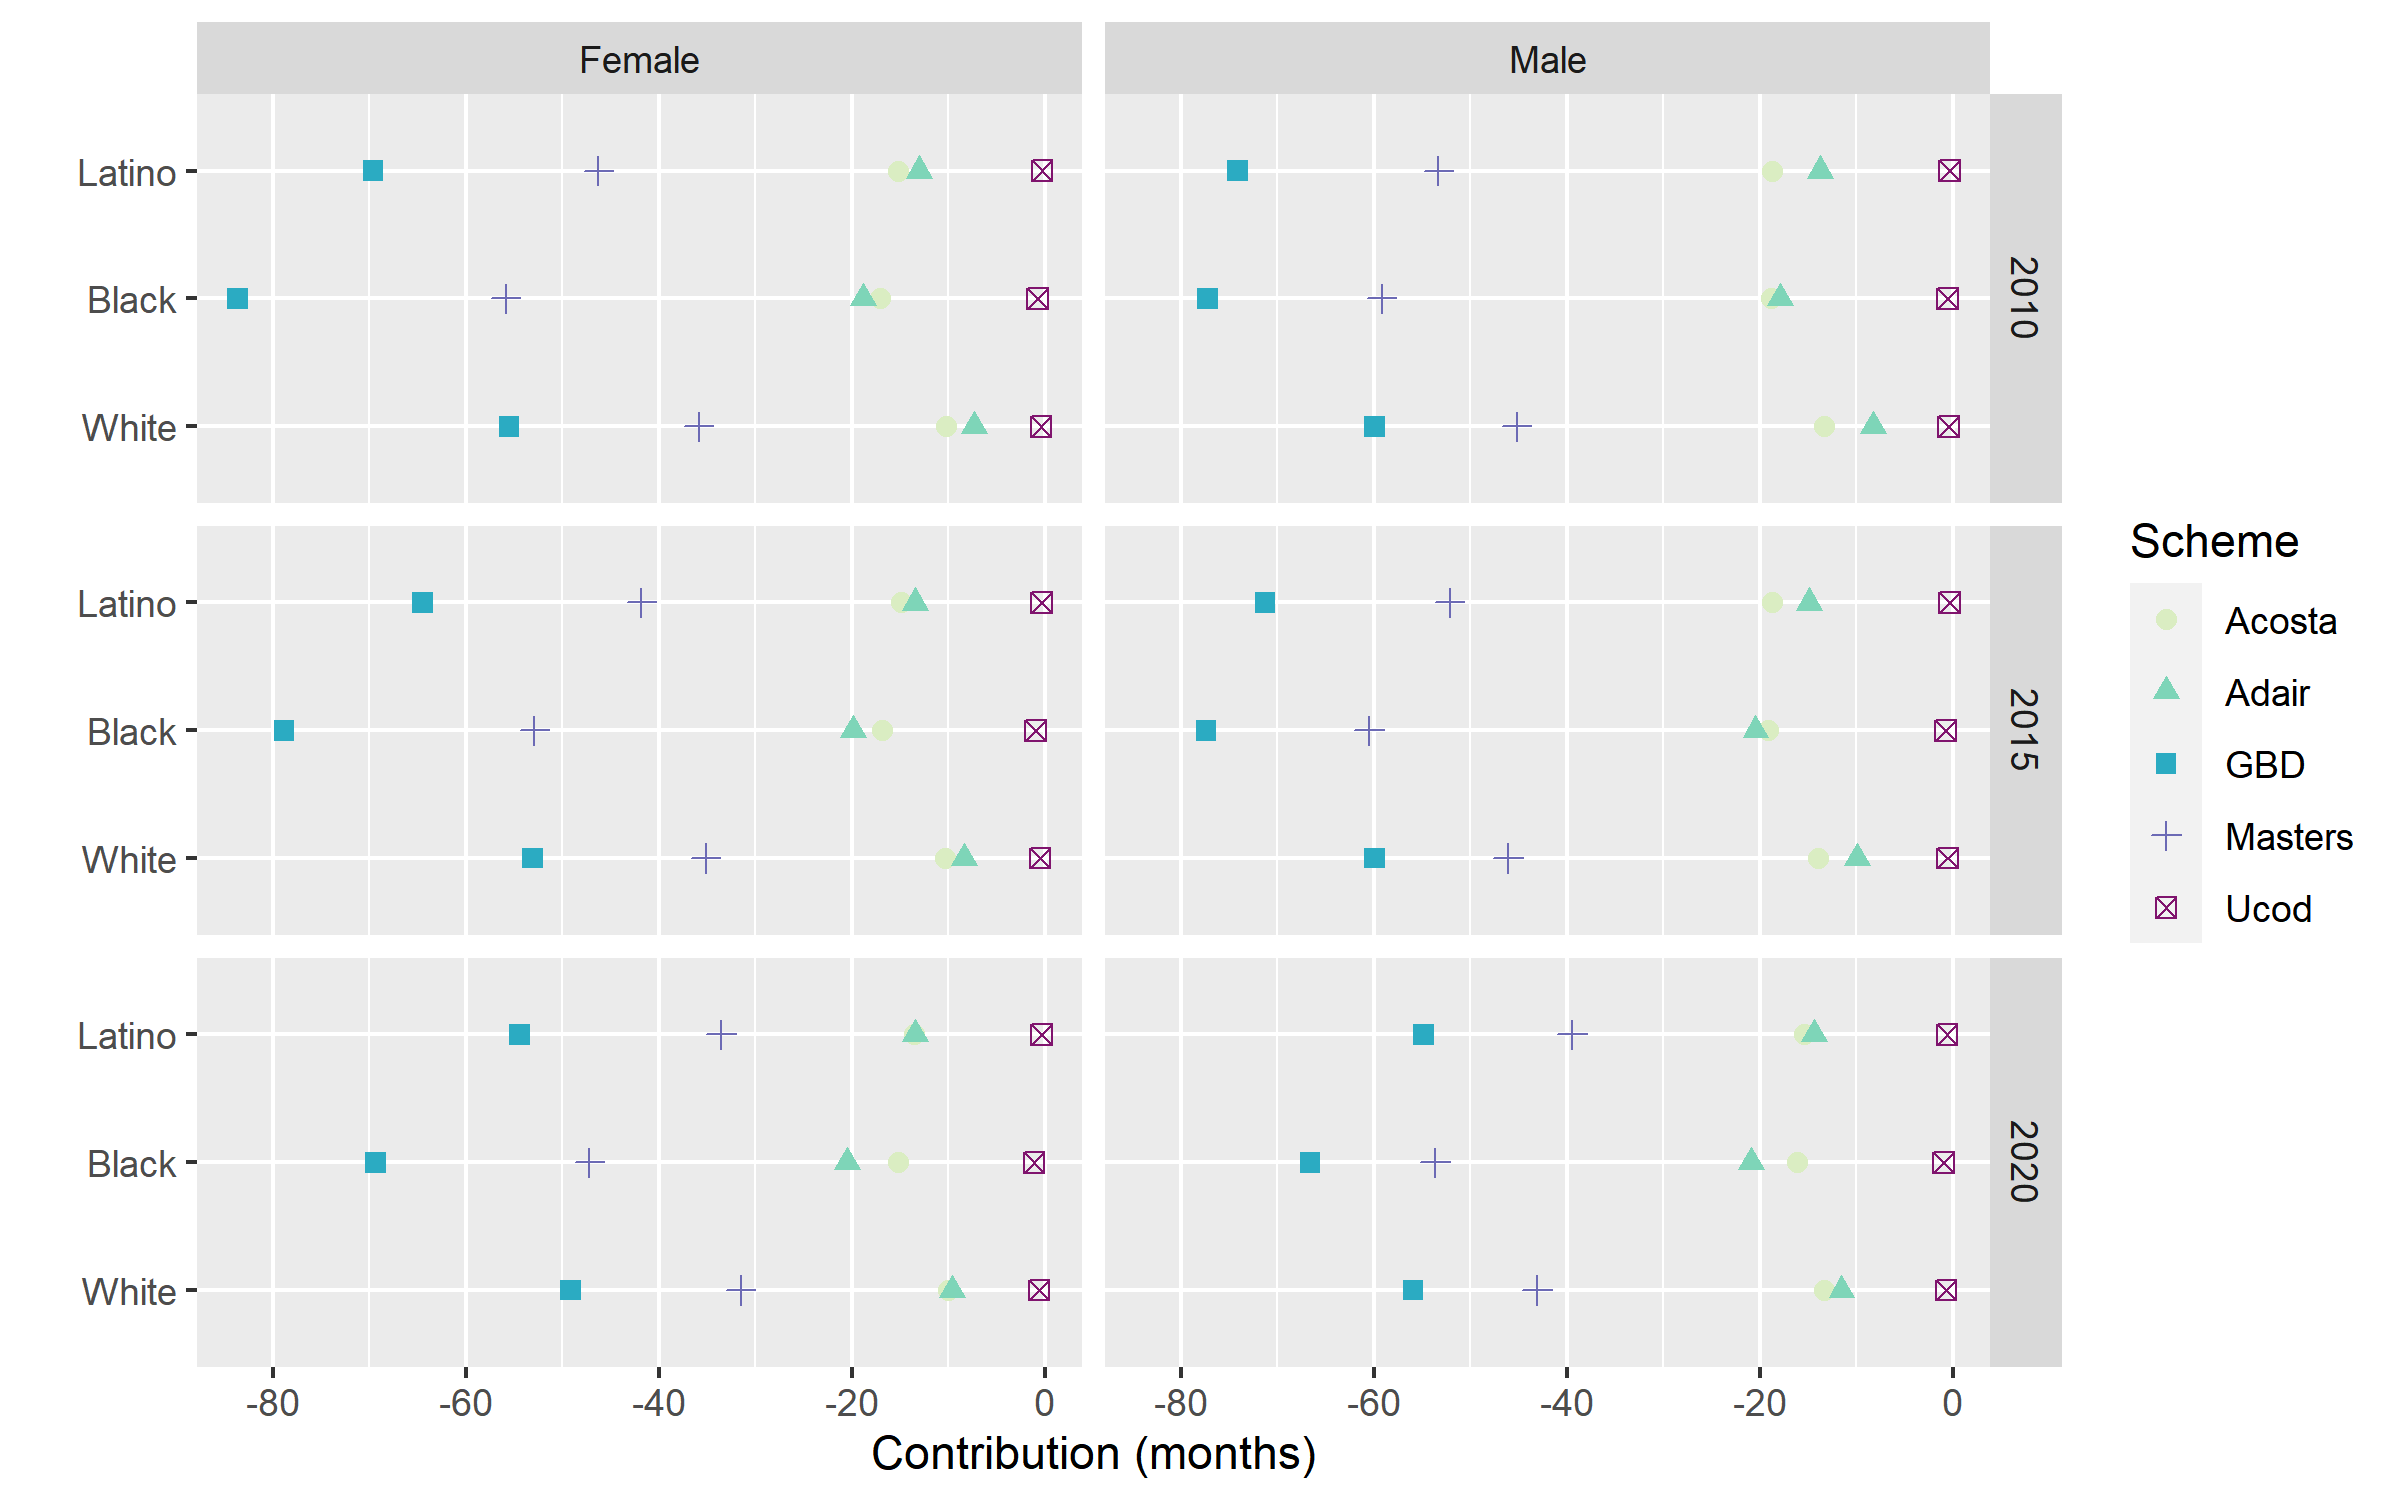 Female
Male
Latino
Black
White
2010
Latino
Black
White
2015
Latino
Black
White
2020
-80 -60 -40 -20 0
-80 -60 -40 -20 0
Contribution (months)
Scheme
Acosta
Adair
GBD
Masters
Ucod